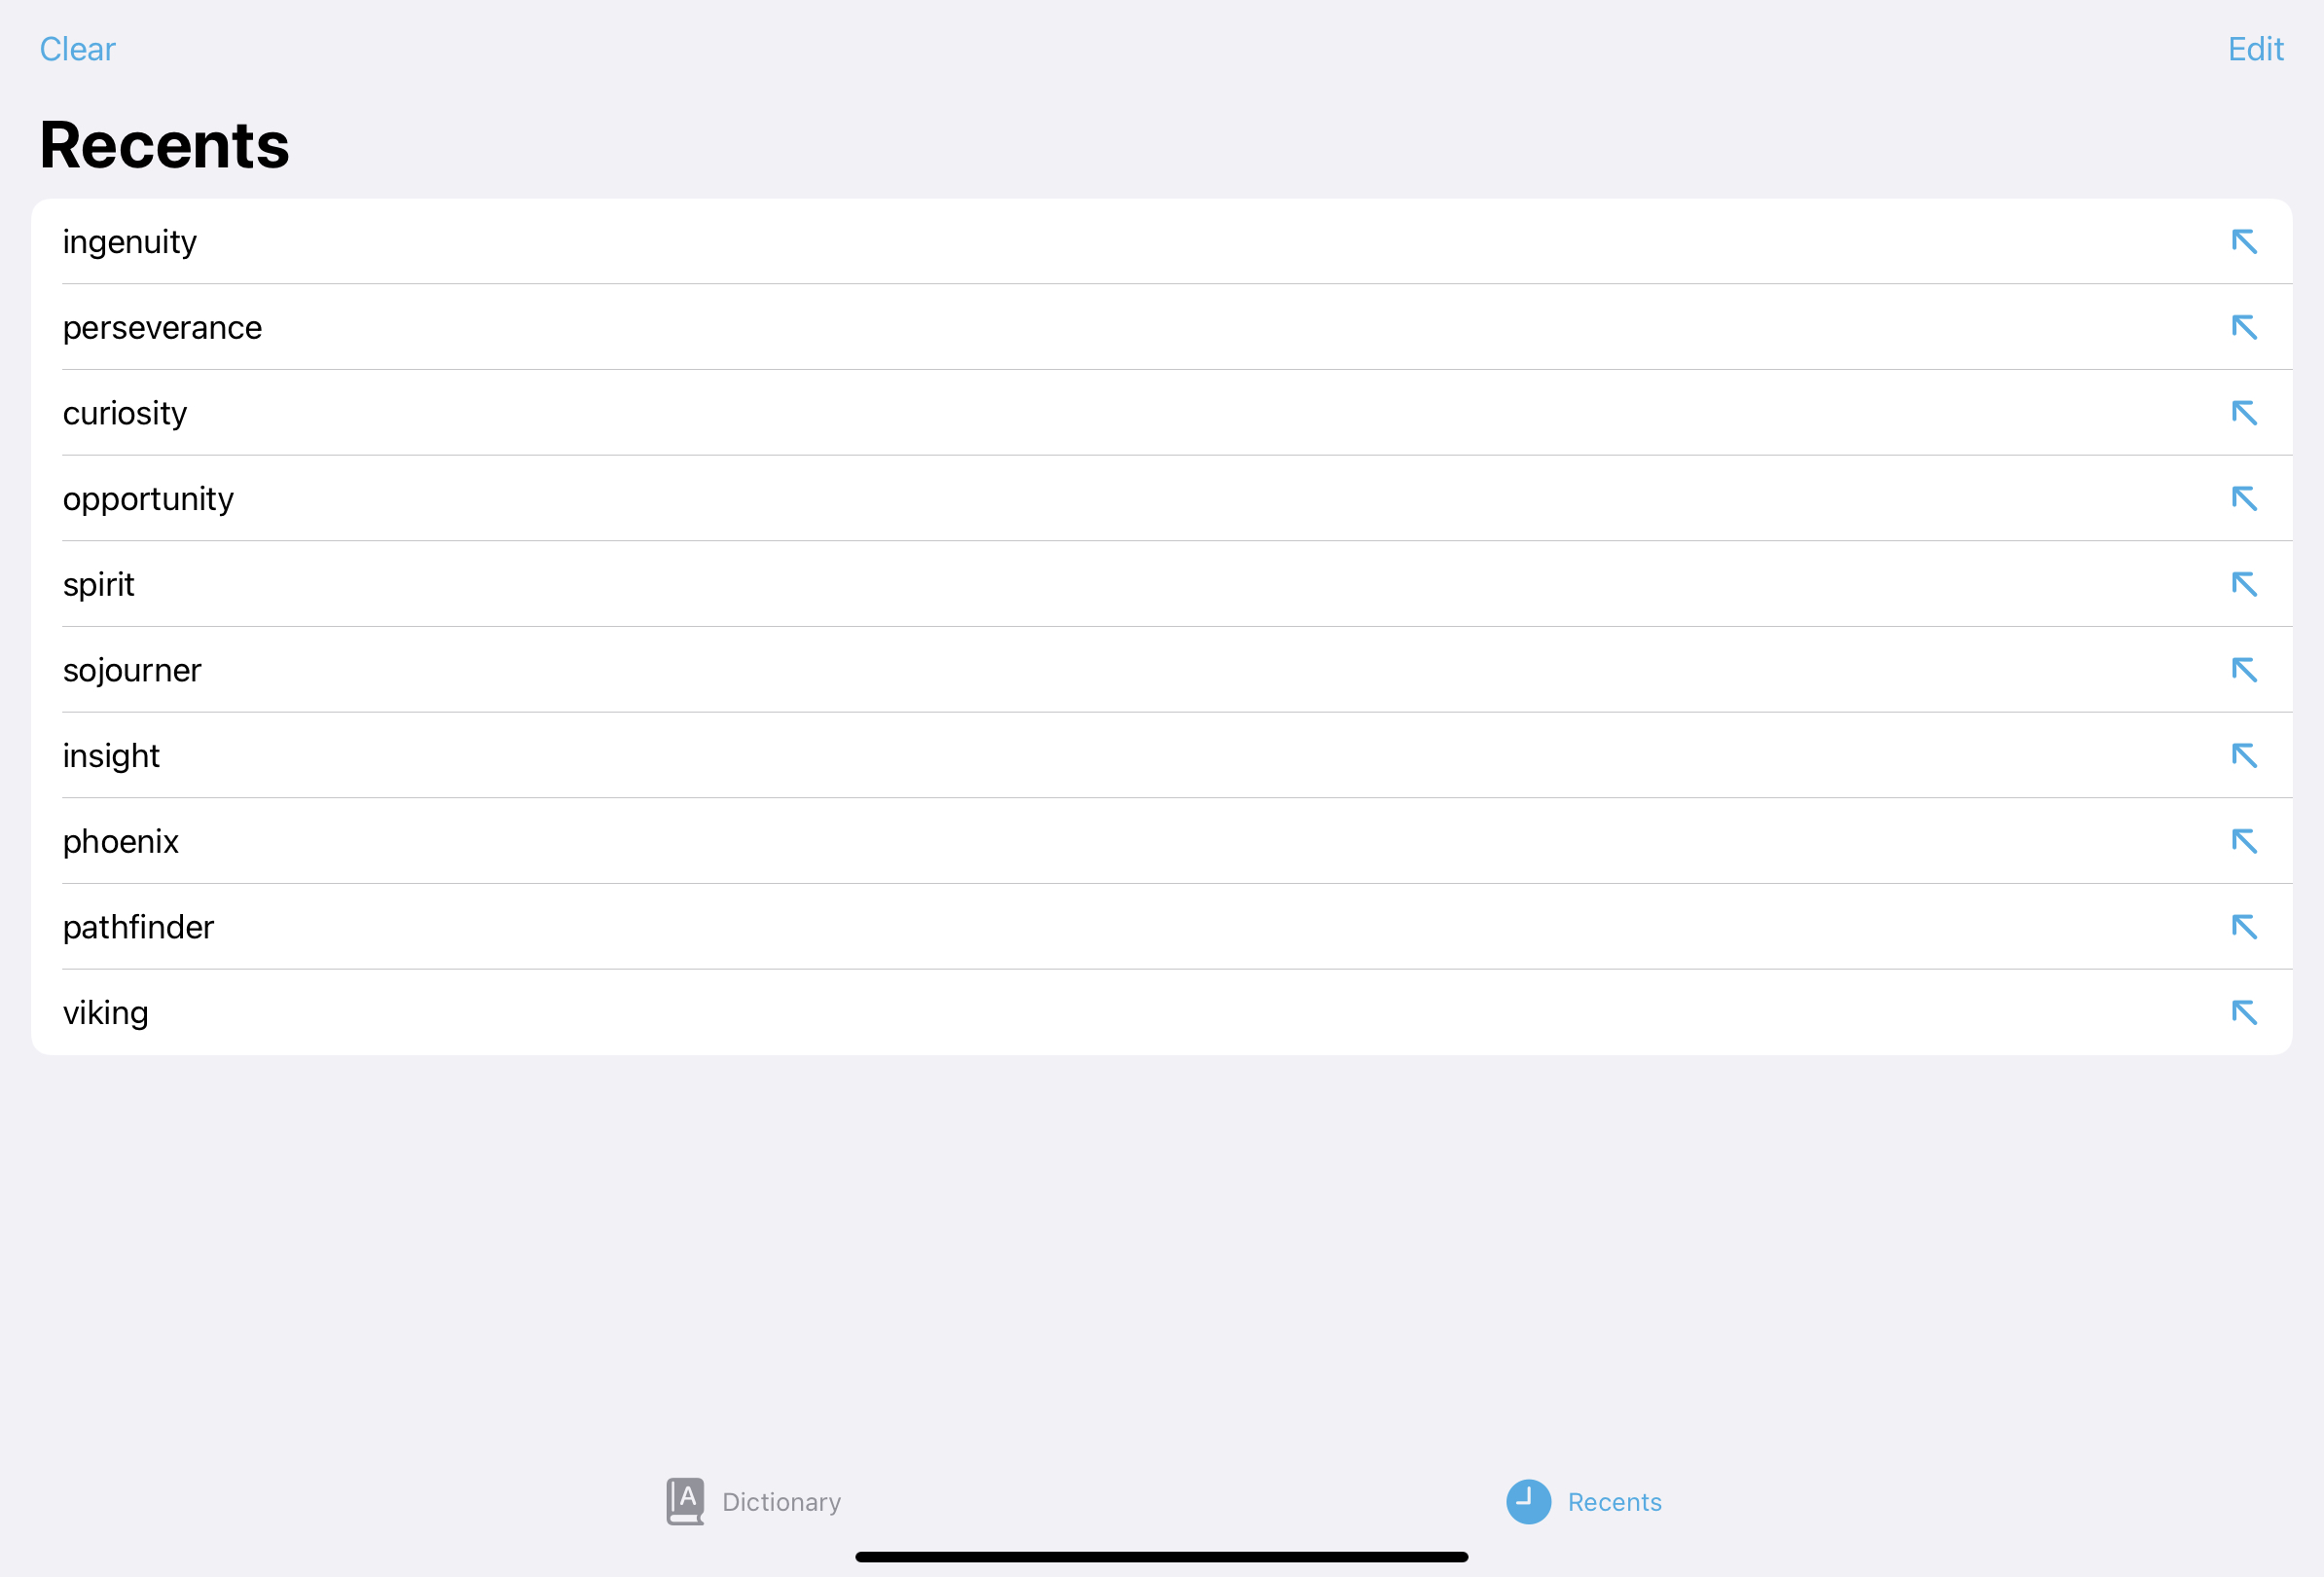 Clear
Edit
Recents
ingenuity
perseverance
curiosity
opportunity
spirit
sojourner
insight
phoenix
pathfinder
viking
A Dictionary
Recents